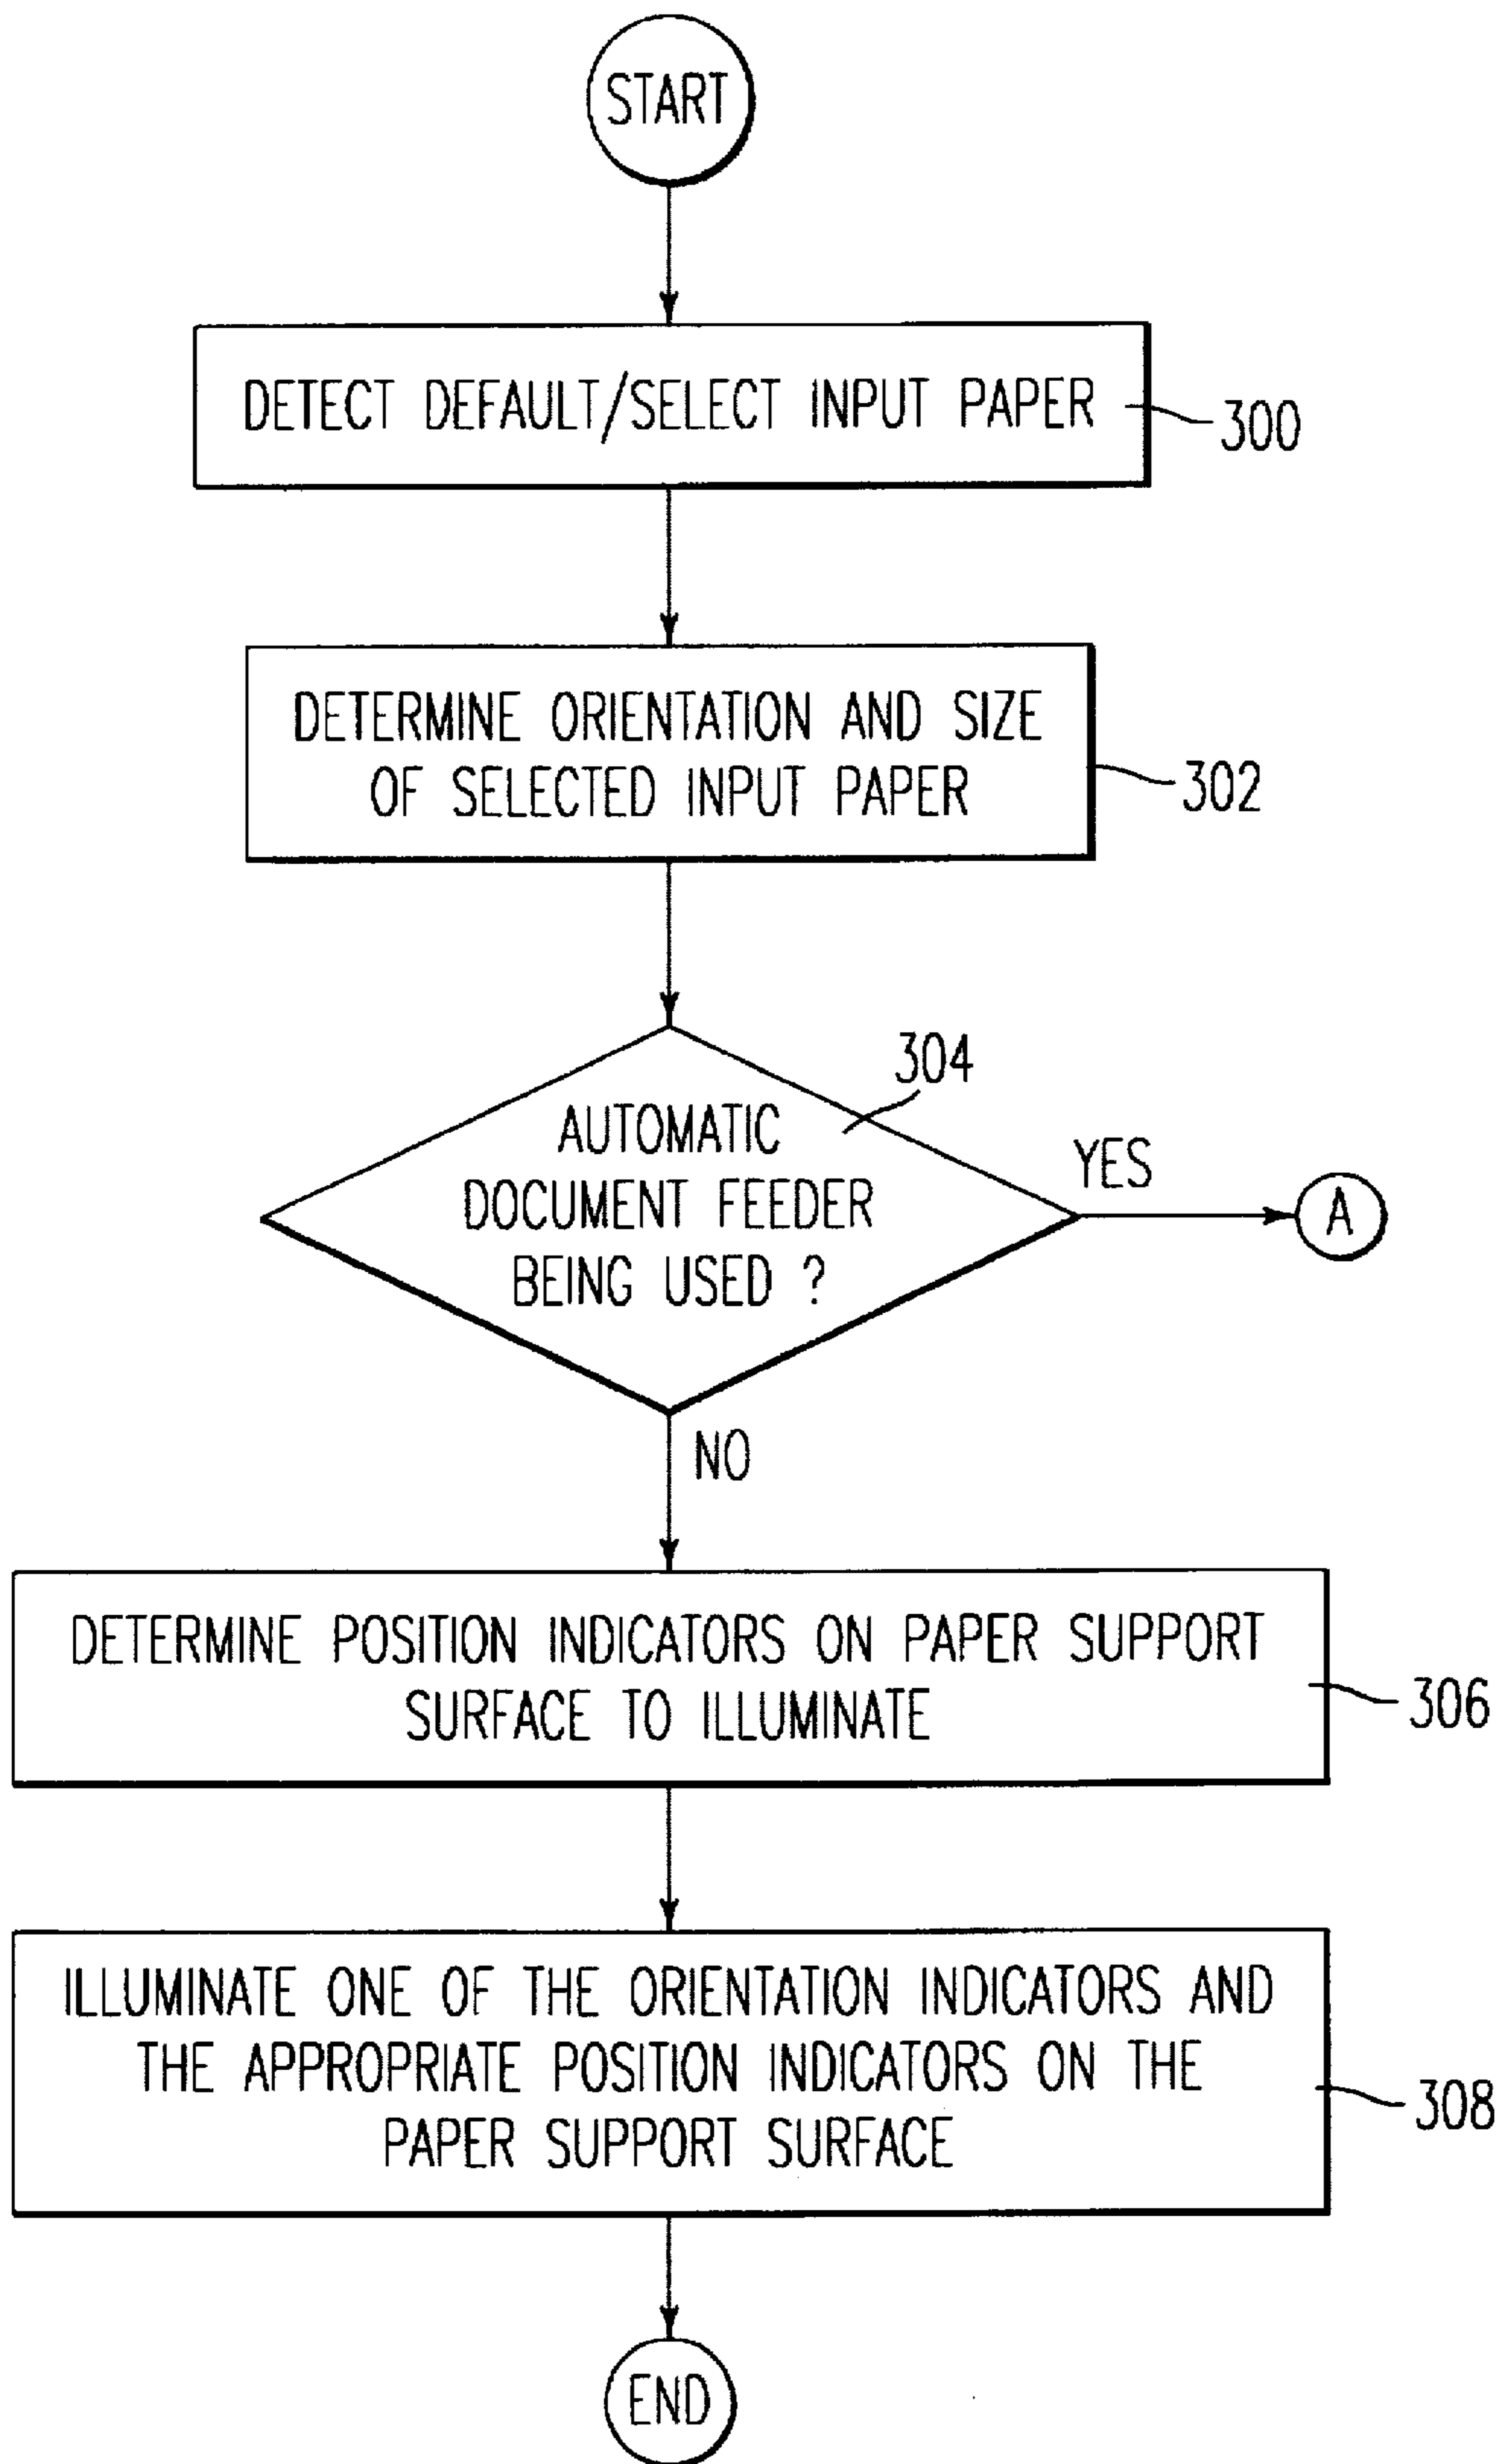 START
DETECT DEFAULT/SELECT INPUT PAPER
300
DETERMINE ORIENTATION AND SIZE
OF SELECTED INPUT PAPER
302
304
AUTOMATIC
DOCUMENT FEEDER
BEING USED ?
YES
A
NO
DETERMINE POSITION INDICATORS ON PAPER SUPPORT
SURFACE TO ILLUMINATE
306
ILLUMINATE ONE OF THE ORIENTATION INDICATORS AND
THE APPROPRIATE POSITION INDICATORS ON THE
PAPER SUPPORT SURFACE
308
END